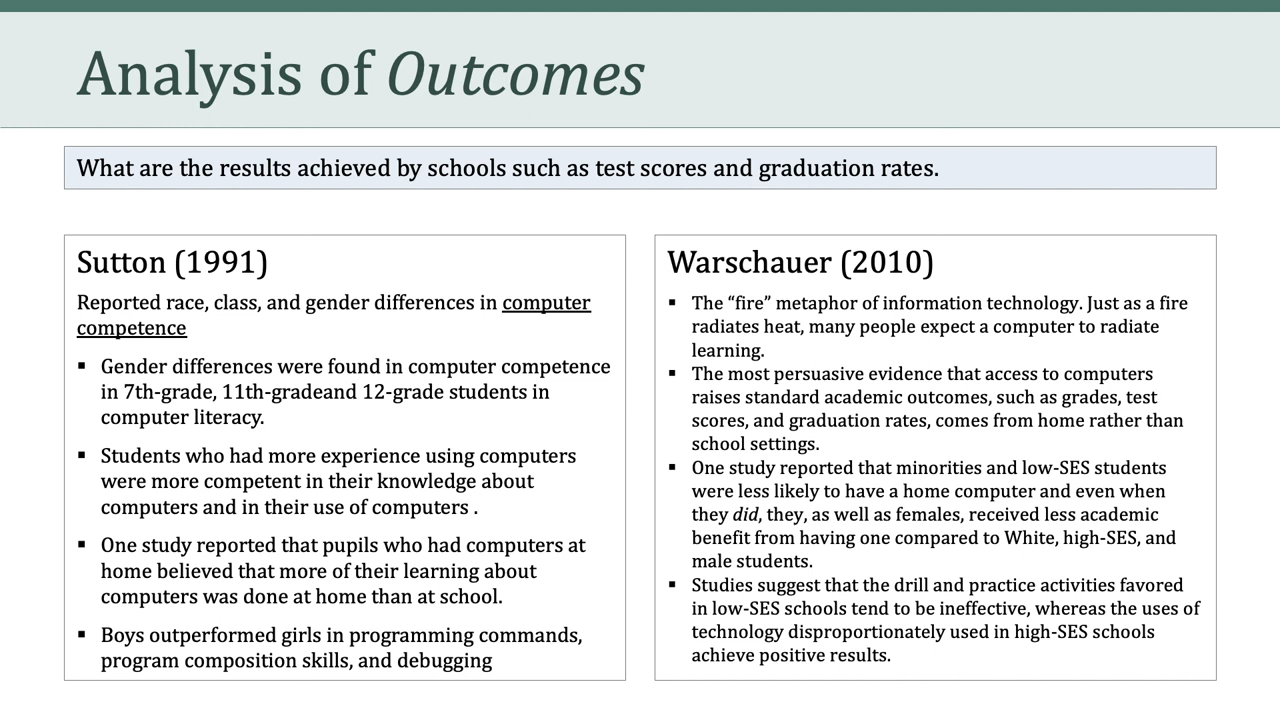 Analysis of Outcomes
What are the results achieved by schools such as test scores and graduation rates.
Sutton (1991)
Reported race, class, and gender differences in computer
competence
▪ Gender differences were found in computer competence
in 7th-grade, 11th-gradeand 12-grade students in
computer literacy.
▪ Students who had more experience using computers
were more competent in their knowledge about
computers and in their use of computers .
▪ One study reported that pupils who had computers at
home believed that more of their learning about
computers was done at home than at school.
▪ Boys outperformed girls in programming commands,
program composition skills, and debugging
Warschauer (2010)
▪ The “fire” metaphor of information technology. Just as a fire
radiates heat, many people expect a computer to radiate
learning.
▪ The most persuasive evidence that access to computers
raises standard academic outcomes, such as grades, test
scores, and graduation rates, comes from home rather than
school settings.
▪ One study reported that minorities and low-SES students
were less likely to have a home computer and even when
they did, they, as well as females, received less academic
benefit from having one compared to White, high-SES, and
male students.
▪ Studies suggest that the drill and practice activities favored
in low-SES schools tend to be ineffective, whereas the uses of
technology disproportionately used in high-SES schools
achieve positive results.